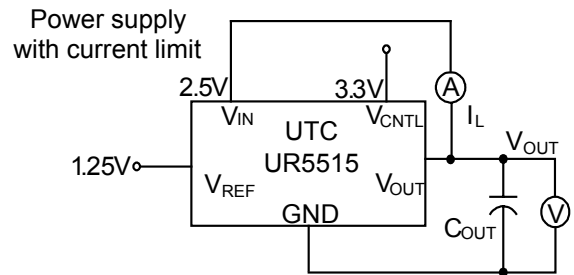 Power supply
with current limit
2.5V
3.3V
A
VIN
UTC
VCNTL
IL
UR5515
VOUT
1.25V
VREF
VOUT
GND
COUT
V